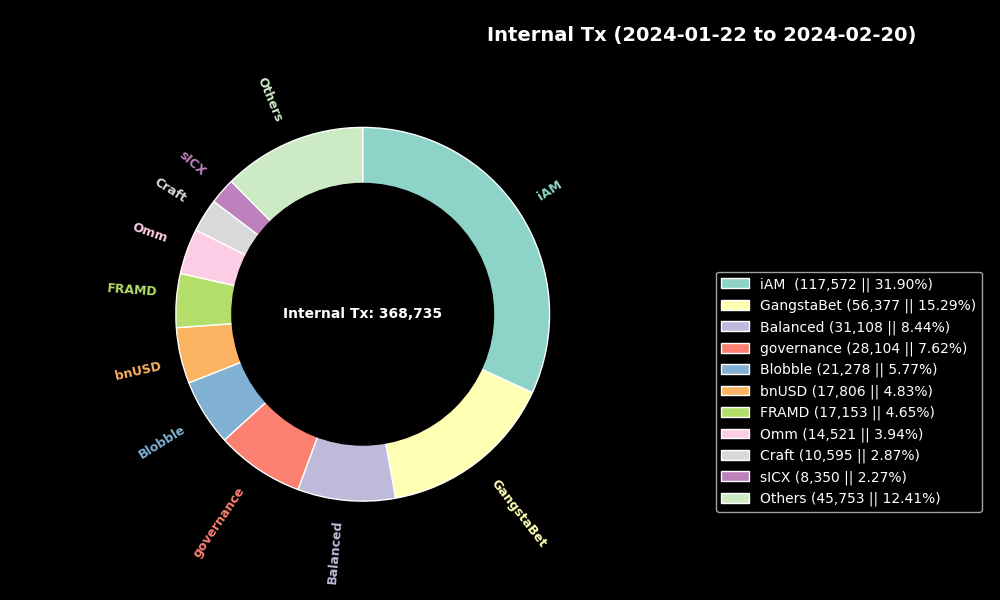 Internal Tx (2024-01-22 to 2024-02-20)
Others
sICX
Craft
Omm
FRAMD
bnUSD
Blobble
governance
Balanced
GangstaBet
iAM
Internal Tx: 368,735
iAM  (117,572 || 31.90%)
GangstaBet (56,377 || 15.29%)
Balanced (31,108 || 8.44%)
governance (28,104 || 7.62%)
Blobble (21,278 || 5.77%)
bnUSD (17,806 || 4.83%)
FRAMD (17,153 || 4.65%)
Omm (14,521 || 3.94%)
Craft (10,595 || 2.87%)
sICX (8,350 || 2.27%)
Others (45,753 || 12.41%)